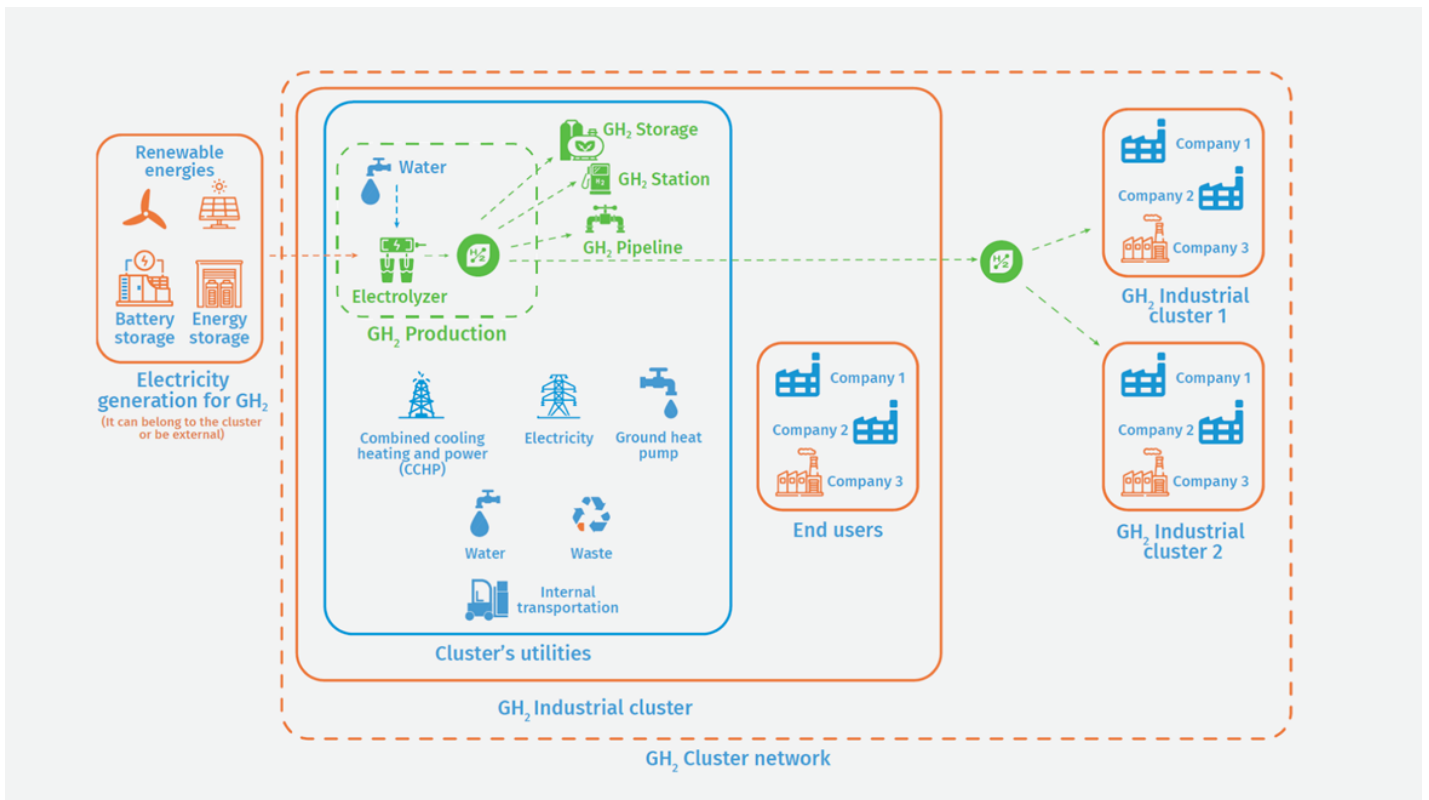 Renewable
energies
Battery
storage
Energy
storage
Electricity
generation for GH₂
(It can belong to the cluster
or be external)
Water
Electrolyzer
H₂
GH₂ Production
GH₂ Storage
H₂
GH₂ Station
GH₂ Pipeline
Combined cooling
heating and power
(CCHP)
Electricity
Ground heat
pump
Water
Waste
Internal
transportation
Cluster’s utilities
Company 1
Company 2
Company 3
End users
GH₂ Industrial cluster
H₂
Company 1
Company 2
Company 3
GH₂ Industrial
cluster 1
Company 1
Company 2
Company 3
GH₂ Industrial
cluster 2
GH₂ Cluster network